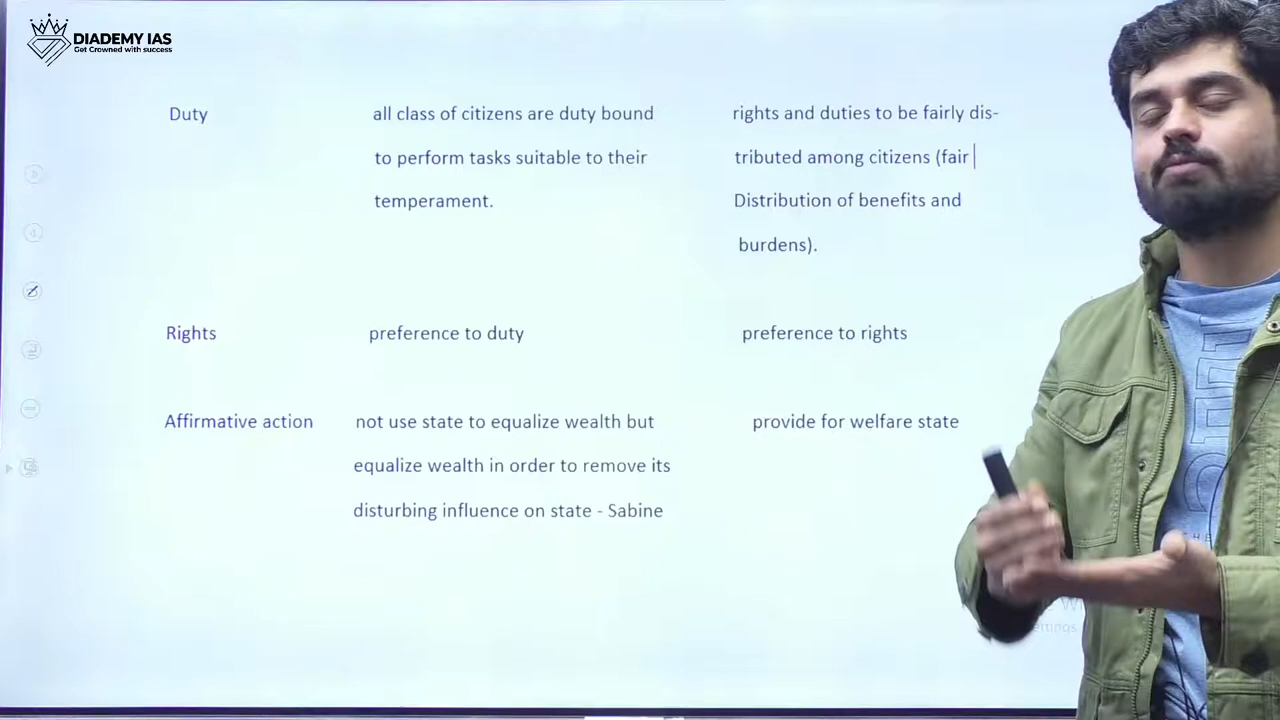 DIADEMY IAS
Get Crowned with success
Duty
all class of citizens are duty bound
to perform tasks suitable to their
temperament.
rights and duties to be fairly dis-
tributed among citizens (fair
Distribution of benefits and
burdens).
Rights
preference to duty
preference to rights
Affirmative action
not use state to equalize wealth but
equalize wealth in order to remove its
disturbing influence on state - Sabine
provide for welfare state